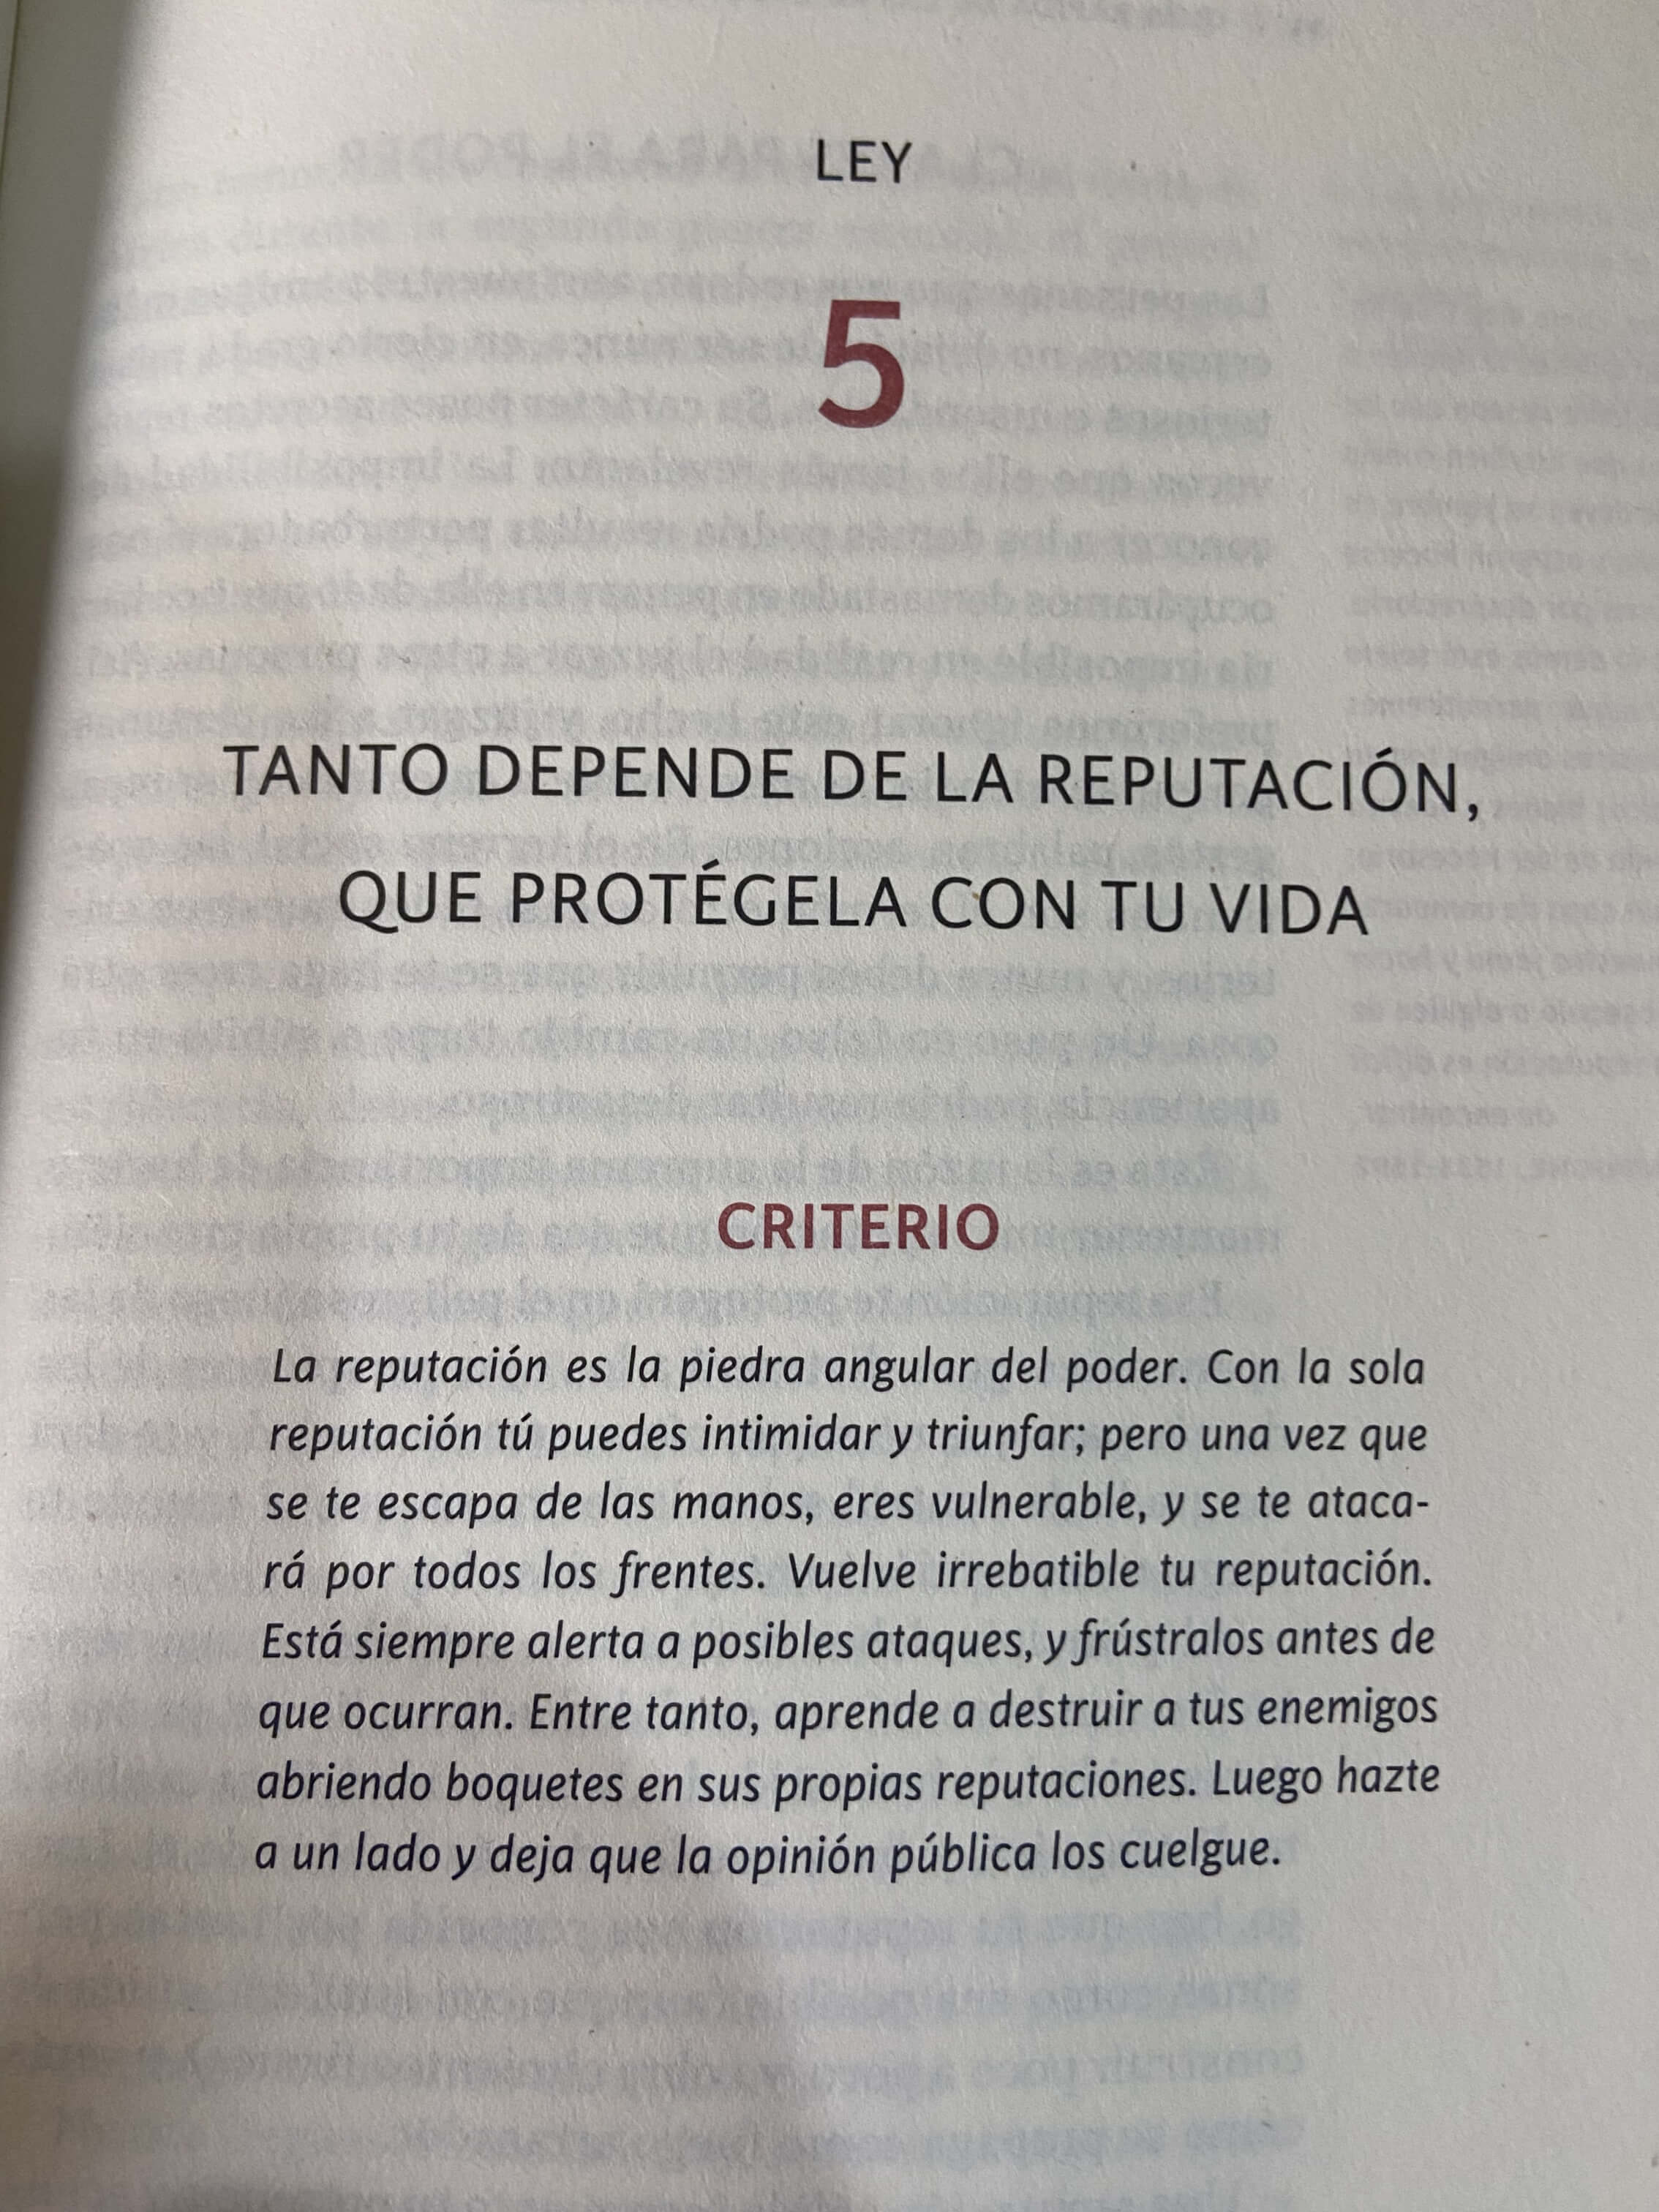 LEY
5
TANTO DEPENDE DE LA REPUTACIÓN,
QUE PROTÉGELA CON TU VIDA
CRITERIO
La reputación es la piedra angular del poder. Con la sola
reputación tú puedes intimidar y triunfar; pero una vez que
se te escapa de las manos, eres vulnerable, y se te ataca-
rá por todos los frentes. Vuelve irrebatible tu reputación.
Está siempre alerta a posibles ataques, y frústralos antes de
que ocurran. Entre tanto, aprende a destruir a tus enemigos
abriendo boquetes en sus propias reputaciones. Luego hazte
a un lado y deja que la opinión pública los cuelgue.